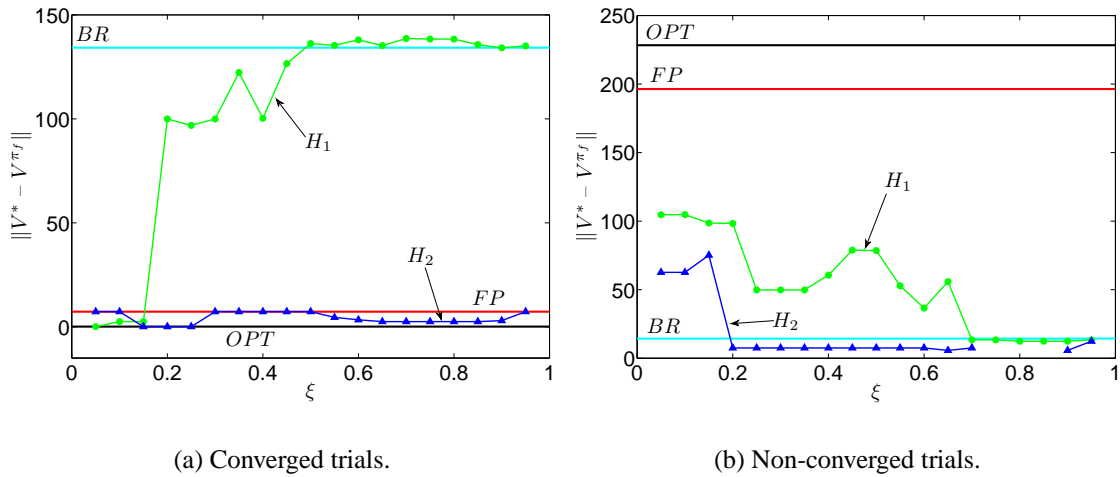 150
100
50
0
0
0.2
0.4
0.6
0.8
1
ξ
||V* − V^{π_f}||
BR
H₁
H₂
FP
OPT
(a) Converged trials.
250
200
150
100
50
0
0
0.2
0.4
0.6
0.8
1
ξ
||V* − V^{π_f}||
OPT
FP
H₁
BR
H₂
(b) Non-converged trials.